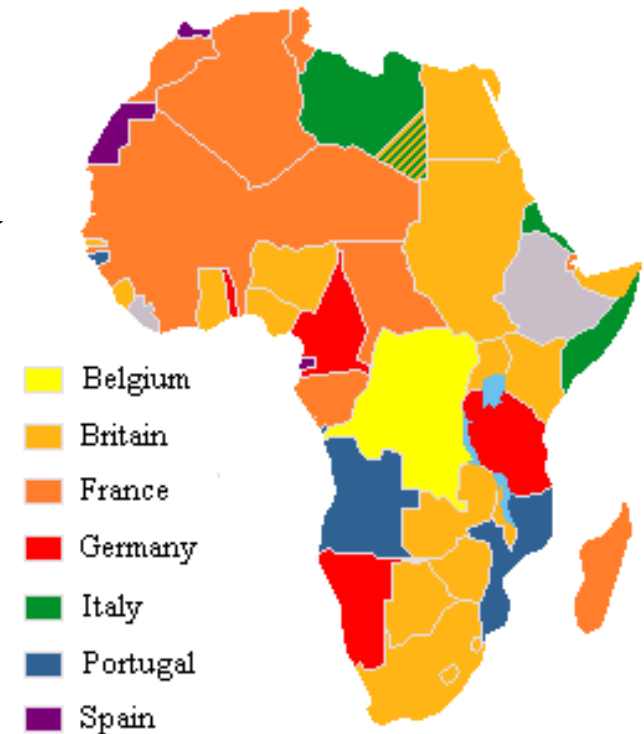 Belgium
Britain
France
Germany
Italy
Portugal
Spain